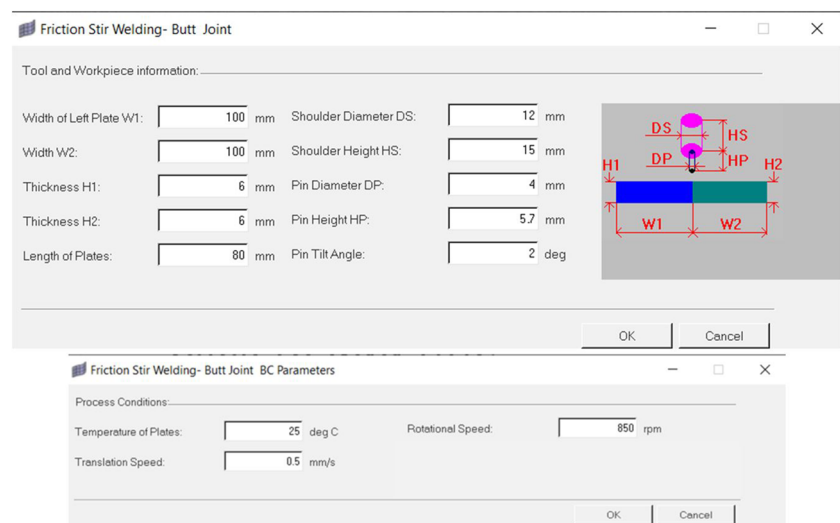 Friction Stir Welding- Butt Joint
Tool and Workpiece information:
Width of Left Plate W1: 100 mm Shoulder Diameter DS: 12 mm
Width W2: 100 mm Shoulder Height HS: 15 mm
Thickness H1: 6 mm Pin Diameter DP: 4 mm
Thickness H2: 6 mm Pin Height HP: 5.7 mm
Length of Plates: 80 mm Pin Tilt Angle: 2 deg
DS HS
H1 DP HP H2
W1 W2
OK Cancel
Friction Stir Welding- Butt Joint BC Parameters
Process Conditions:
Temperature of Plates: 25 deg C Rotational Speed: 850 rpm
Translation Speed: 0.5 mm/s
OK Cancel